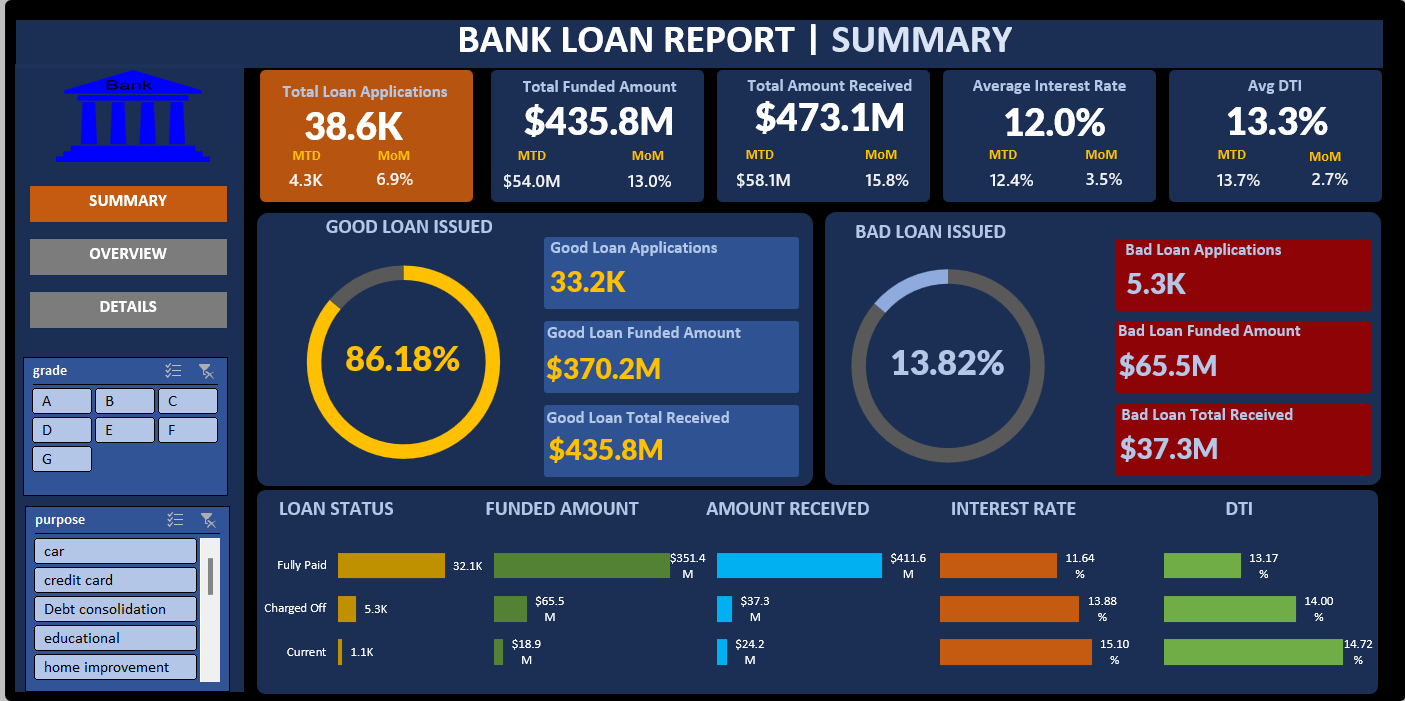 BANK LOAN REPORT | SUMMARY
Bank
SUMMARY
OVERVIEW
DETAILS
grade
A B C
D E F
G
purpose
car
credit card
Debt consolidation
educational
home improvement
Total Loan Applications
38.6K
MTD MoM
4.3K 6.9%
Total Funded Amount
$435.8M
MTD MoM
$54.0M 13.0%
Total Amount Received
$473.1M
MTD MoM
$58.1M 15.8%
Average Interest Rate
12.0%
MTD MoM
12.4% 3.5%
Avg DTI
13.3%
MTD MoM
13.7% 2.7%
GOOD LOAN ISSUED
86.18%
Good Loan Applications
33.2K
Good Loan Funded Amount
$370.2M
Good Loan Total Received
$435.8M
BAD LOAN ISSUED
13.82%
Bad Loan Applications
5.3K
Bad Loan Funded Amount
$65.5M
Bad Loan Total Received
$37.3M
LOAN STATUS FUNDED AMOUNT AMOUNT RECEIVED INTEREST RATE DTI
Fully Paid 32.1K $351.4 M $411.6 M 11.64 % 13.17 %
Charged Off 5.3K $65.5 M $37.3 M 13.88 % 14.00 %
Current 1.1K $18.9 M $24.2 M 15.10 % 14.72 %